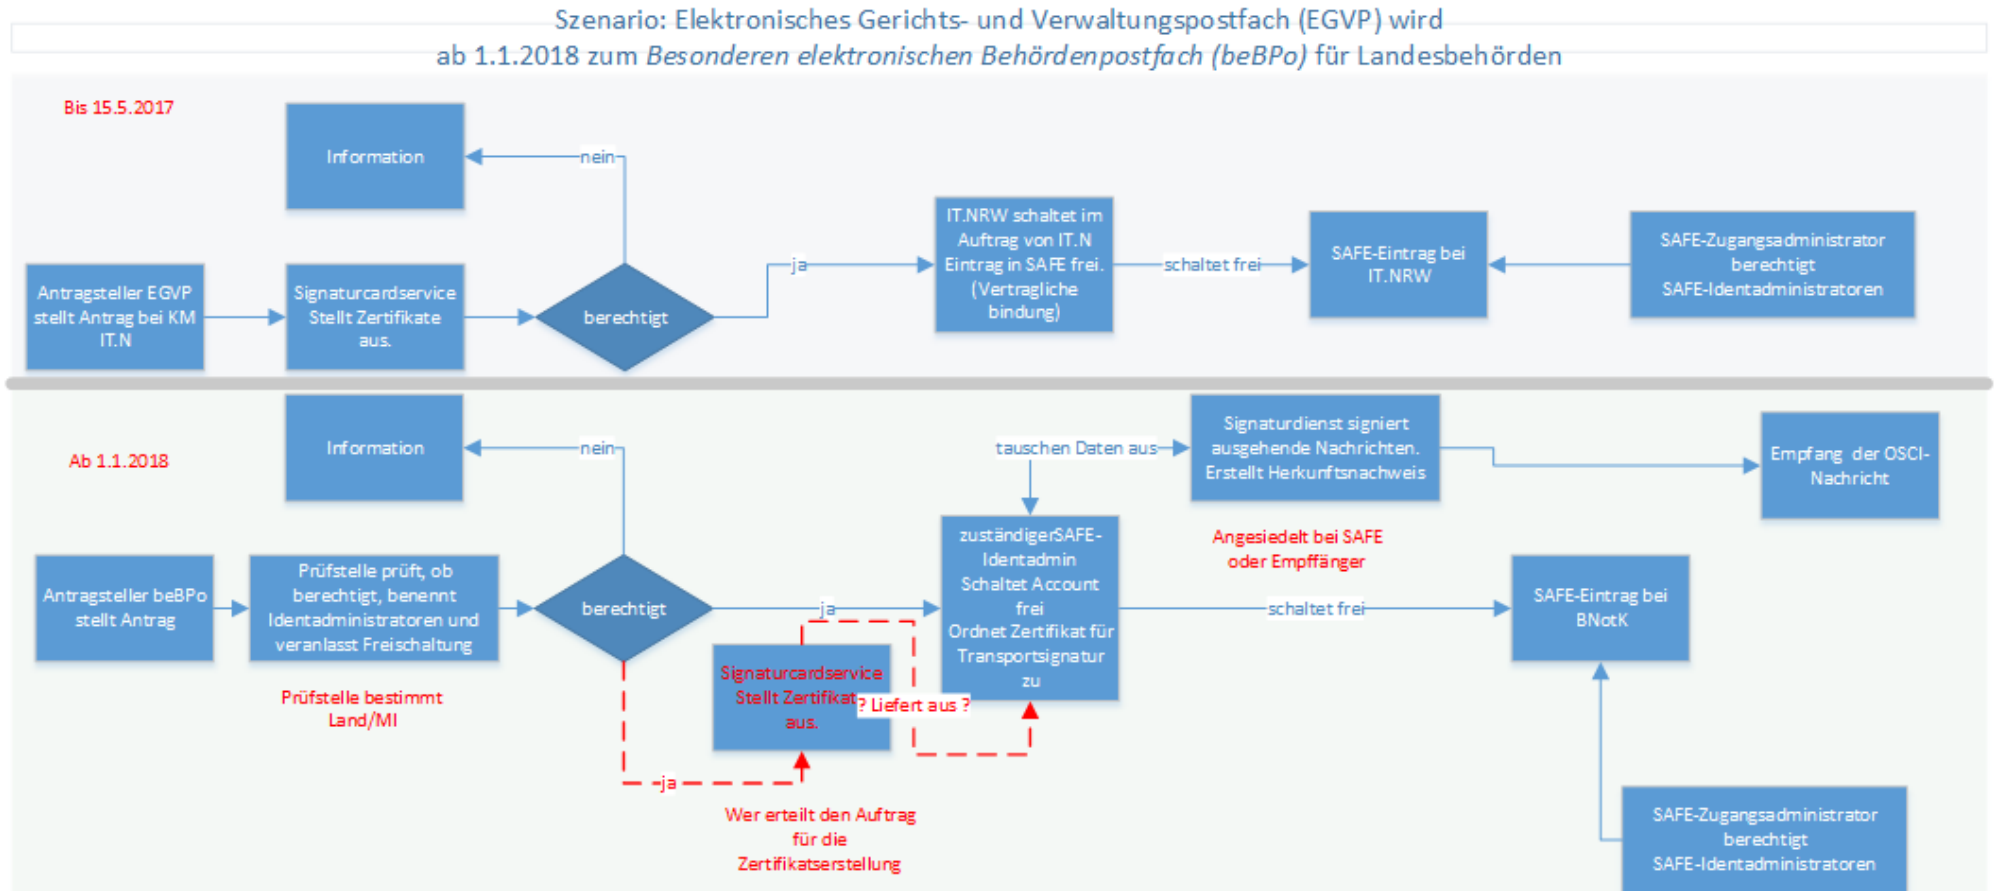 Szenario: Elektronisches Gerichts- und Verwaltungspostfach (EGVP) wird
ab 1.1.2018 zum Besonderen elektronischen Behördenpostfach (beBPo) für Landesbehörden
Bis 15.5.2017
Information
nein
Antragsteller EGVP
stellt Antrag bei KM
IT.N
Signaturcardservice
Stellt Zertifikate
aus.
berechtigt
ja
IT.NRW schaltet im
Auftrag von IT.N
Eintrag in SAFE frei.
(Vertragliche
bindung)
schaltet frei
SAFE-Eintrag bei
IT.NRW
SAFE-Zugangsadministrator
berechtigt
SAFE-Identadministratoren
Ab 1.1.2018
Information
nein
tauschen Daten aus
Signaturdienst signiert
ausgehende Nachrichten.
Erstellt Herkunftsnachweis
Empfang der OSCI-
Nachricht
Angesiedelt bei SAFE
oder Empffänger
Antragsteller beBPo
stellt Antrag
Prüfstelle prüft, ob
berechtigt, benennt
Identadministratoren und
veranlasst Freischaltung
Prüfstelle bestimmt
Land/MI
berechtigt
ja
zuständigerSAFE-
Identadmin
Schaltet Account
frei
Ordnet Zertifikat für
Transportsignatur
zu
schaltet frei
SAFE-Eintrag bei
BNotK
Signaturcardservice
Stellt Zertifikat
aus.
? Liefert aus ?
ja
Wer erteilt den Auftrag
für die
Zertifikatserstellung
SAFE-Zugangsadministrator
berechtigt
SAFE-Identadministratoren